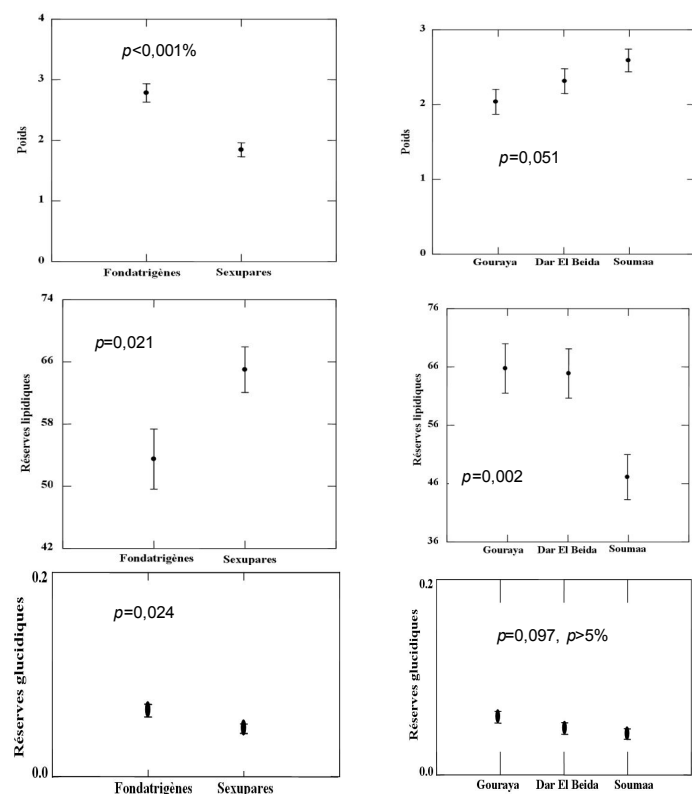 4
3
2
1
0
Poids
p<0,001%
Fondatrigènes Sexupares
3
2
1
0
Poids
p=0,051
Gouraya Dar El Beida Soumaa
74
66
58
50
42
Réserves lipidiques
p=0,021
Fondatrigènes Sexupares
76
66
56
46
36
Réserves lipidiques
p=0,002
Gouraya Dar El Beida Soumaa
0.2
0.0
Réserves glucidiques
p=0,024
Fondatrigènes Sexupares
0.2
0.0
Réserves glucidiques
p=0,097, p>5%
Gouraya Dar El Beida Soumaa